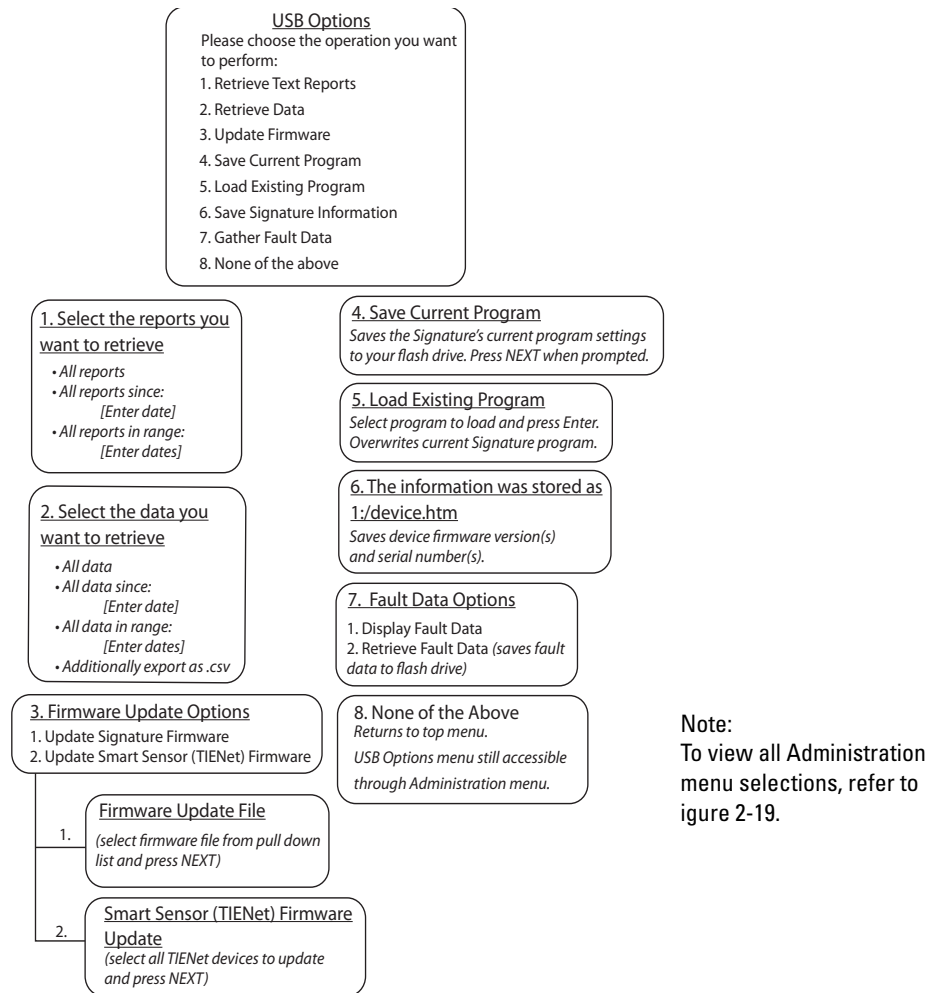 USB Options
Please choose the operation you want
to perform:
1. Retrieve Text Reports
2. Retrieve Data
3. Update Firmware
4. Save Current Program
5. Load Existing Program
6. Save Signature Information
7. Gather Fault Data
8. None of the above
1. Select the reports you
want to retrieve
• All reports
• All reports since:
[Enter date]
• All reports in range:
[Enter dates]
2. Select the data you
want to retrieve
• All data
• All data since:
[Enter date]
• All data in range:
[Enter dates]
• Additionally export as .csv
3. Firmware Update Options
1. Update Signature Firmware
2. Update Smart Sensor (TIENet) Firmware
1.
Firmware Update File
(select firmware file from pull down
list and press NEXT)
2.
Smart Sensor (TIENet) Firmware
Update
(select all TIENet devices to update
and press NEXT)
4. Save Current Program
Saves the Signature's current program settings
to your flash drive. Press NEXT when prompted.
5. Load Existing Program
Select program to load and press Enter.
Overwrites current Signature program.
6. The information was stored as
1:/device.htm
Saves device firmware version(s)
and serial number(s).
7. Fault Data Options
1. Display Fault Data
2. Retrieve Fault Data (saves fault
data to flash drive)
8. None of the Above
Returns to top menu.
USB Options menu still accessible
through Administration menu.
Note:
To view all Administration
menu selections, refer to
igure 2-19.